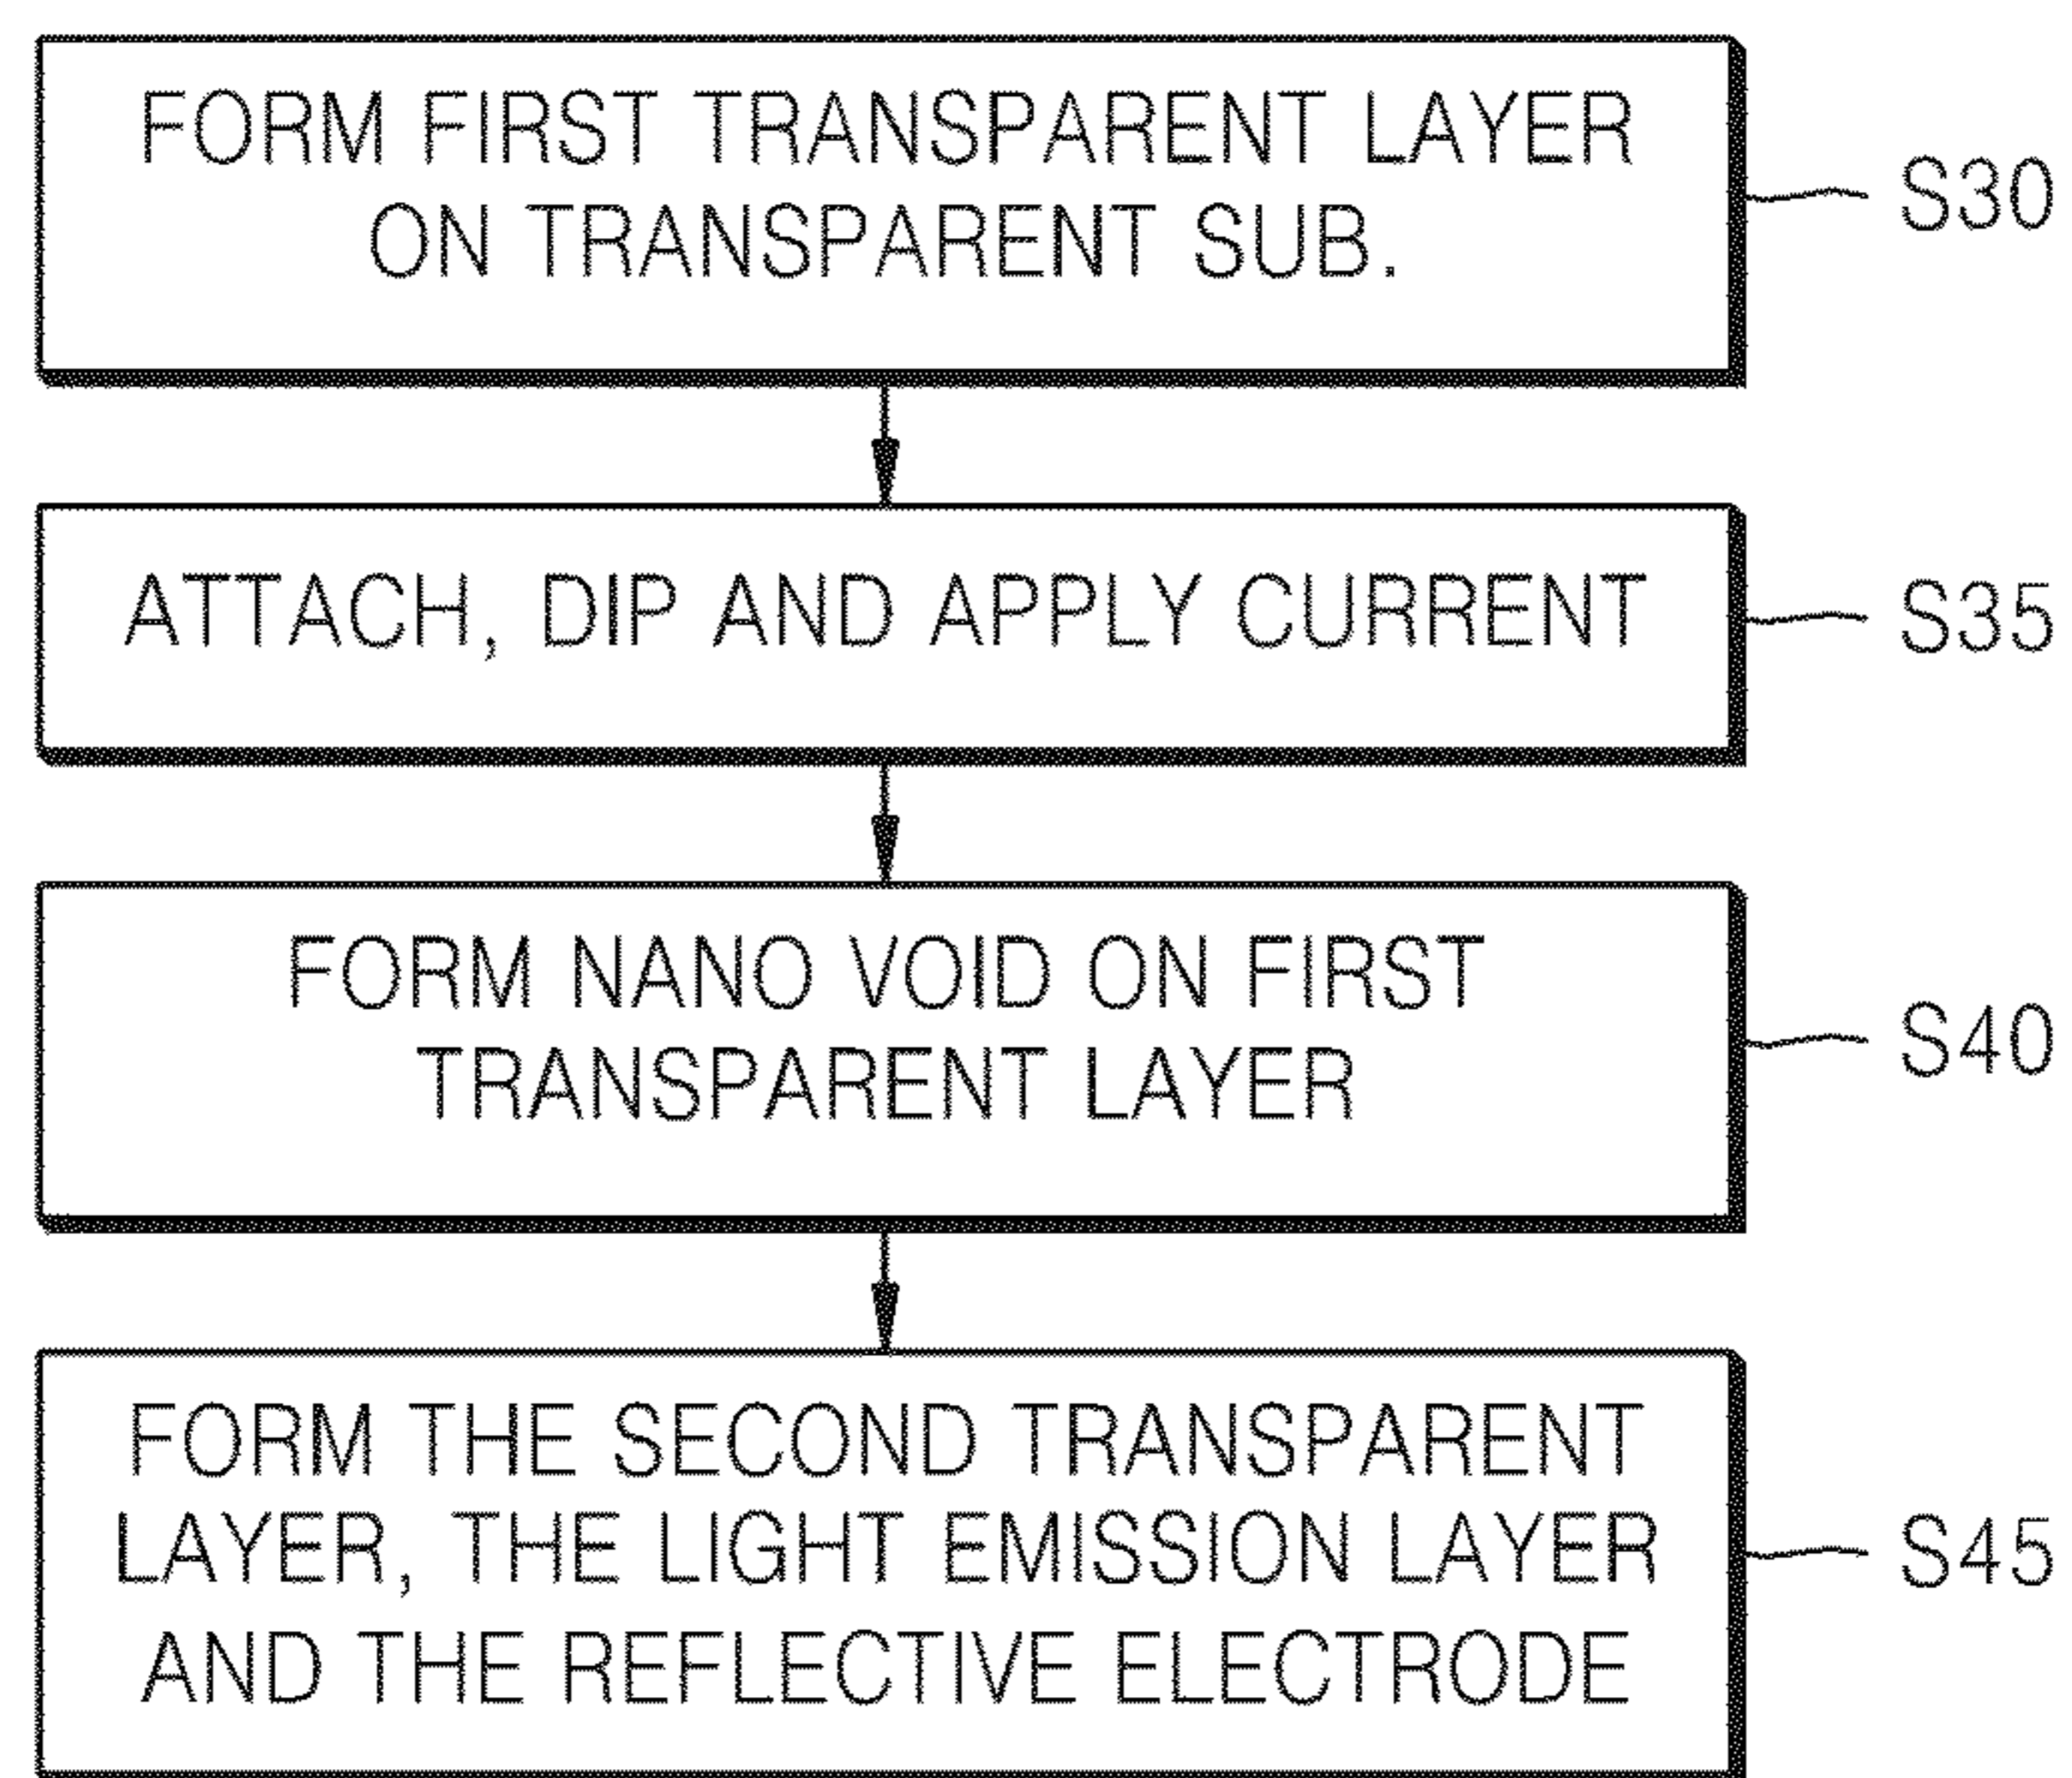 FORM FIRST TRANSPARENT LAYER
ON TRANSPARENT SUB.
S30
ATTACH, DIP AND APPLY CURRENT
S35
FORM NANO VOID ON FIRST
TRANSPARENT LAYER
S40
FORM THE SECOND TRANSPARENT
LAYER, THE LIGHT EMISSION LAYER
AND THE REFLECTIVE ELECTRODE
S45